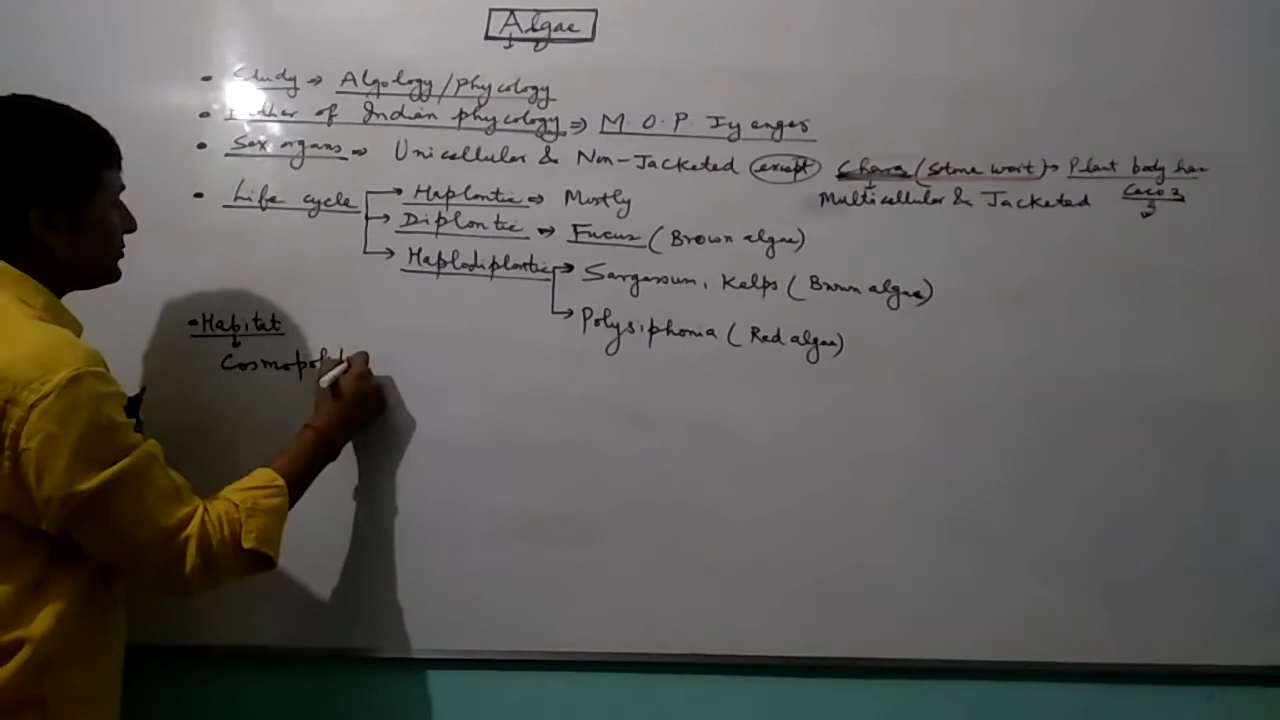 Algae
• Study → Algology/Phycology
• Father of Indian phycology ⇒ M.O.P. Iyenger
• Sex organs → Unicellular & Non-Jacketed except Chara (Stone wort) → Plant body has CaCO3
Multicellular & Jacketed
• Life cycle → Haplontic → Mostly
→ Diplontic → Fucus (Brown algae)
→ Haplodiplontic → Sargassum, Kelps (Brown algae)
→ Polysiphonia (Red algae)
• Habitat